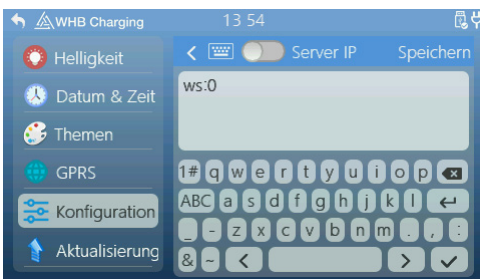 WHB Charging 13 54
Helligkeit
Datum & Zeit
Themen
GPRS
Konfiguration
Aktualisierung
Server IP Speichern
ws:0
1# q w e r t y u i o p
ABC a s d f g h j k l
_ - z x c v b n m . , :
& ~ < >